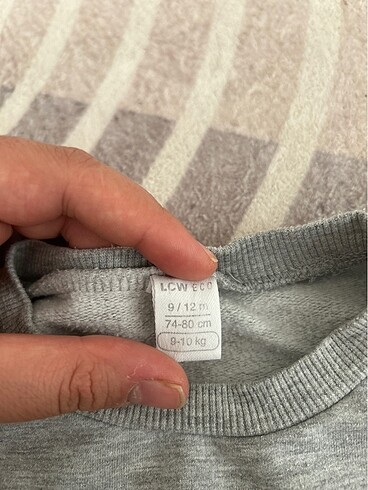 LCW ECO
9 / 12 m
74-80 cm
9-10 kg